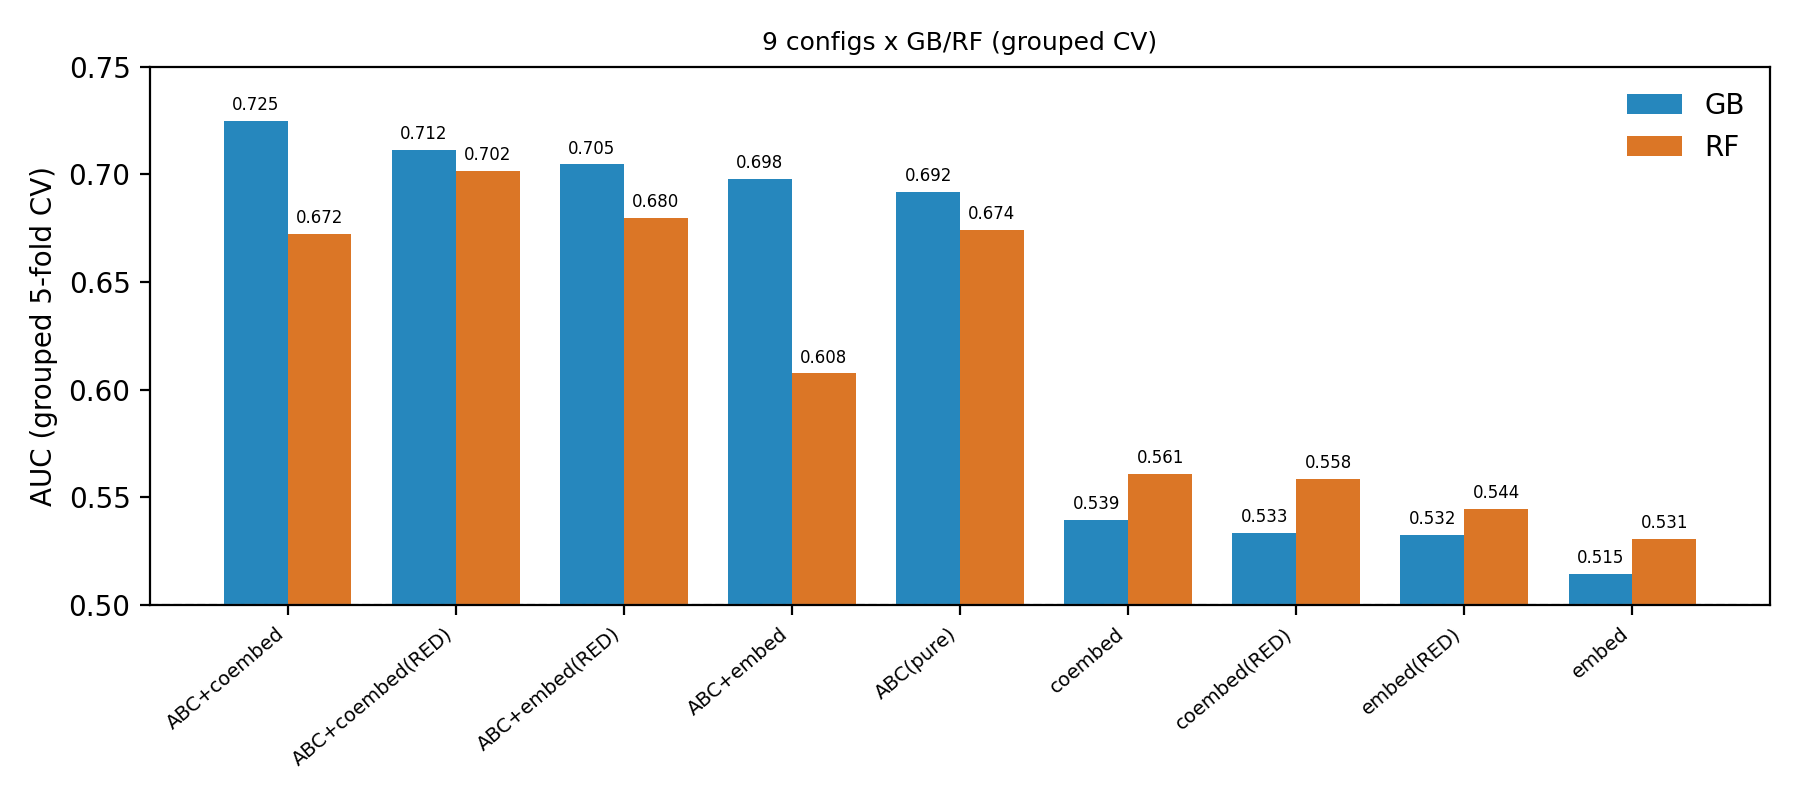 9 configs x GB/RF (grouped CV)
AUC (grouped 5-fold CV)
0.75
0.70
0.65
0.60
0.55
0.50
0.725
0.672
0.712
0.702
0.705
0.680
0.698
0.608
0.692
0.674
0.539
0.561
0.533
0.558
0.532
0.544
0.515
0.531
GB
RF
ABC+coembed
ABC+coembed(RED)
ABC+embed(RED)
ABC+embed
ABC(pure)
coembed
coembed(RED)
embed(RED)
embed